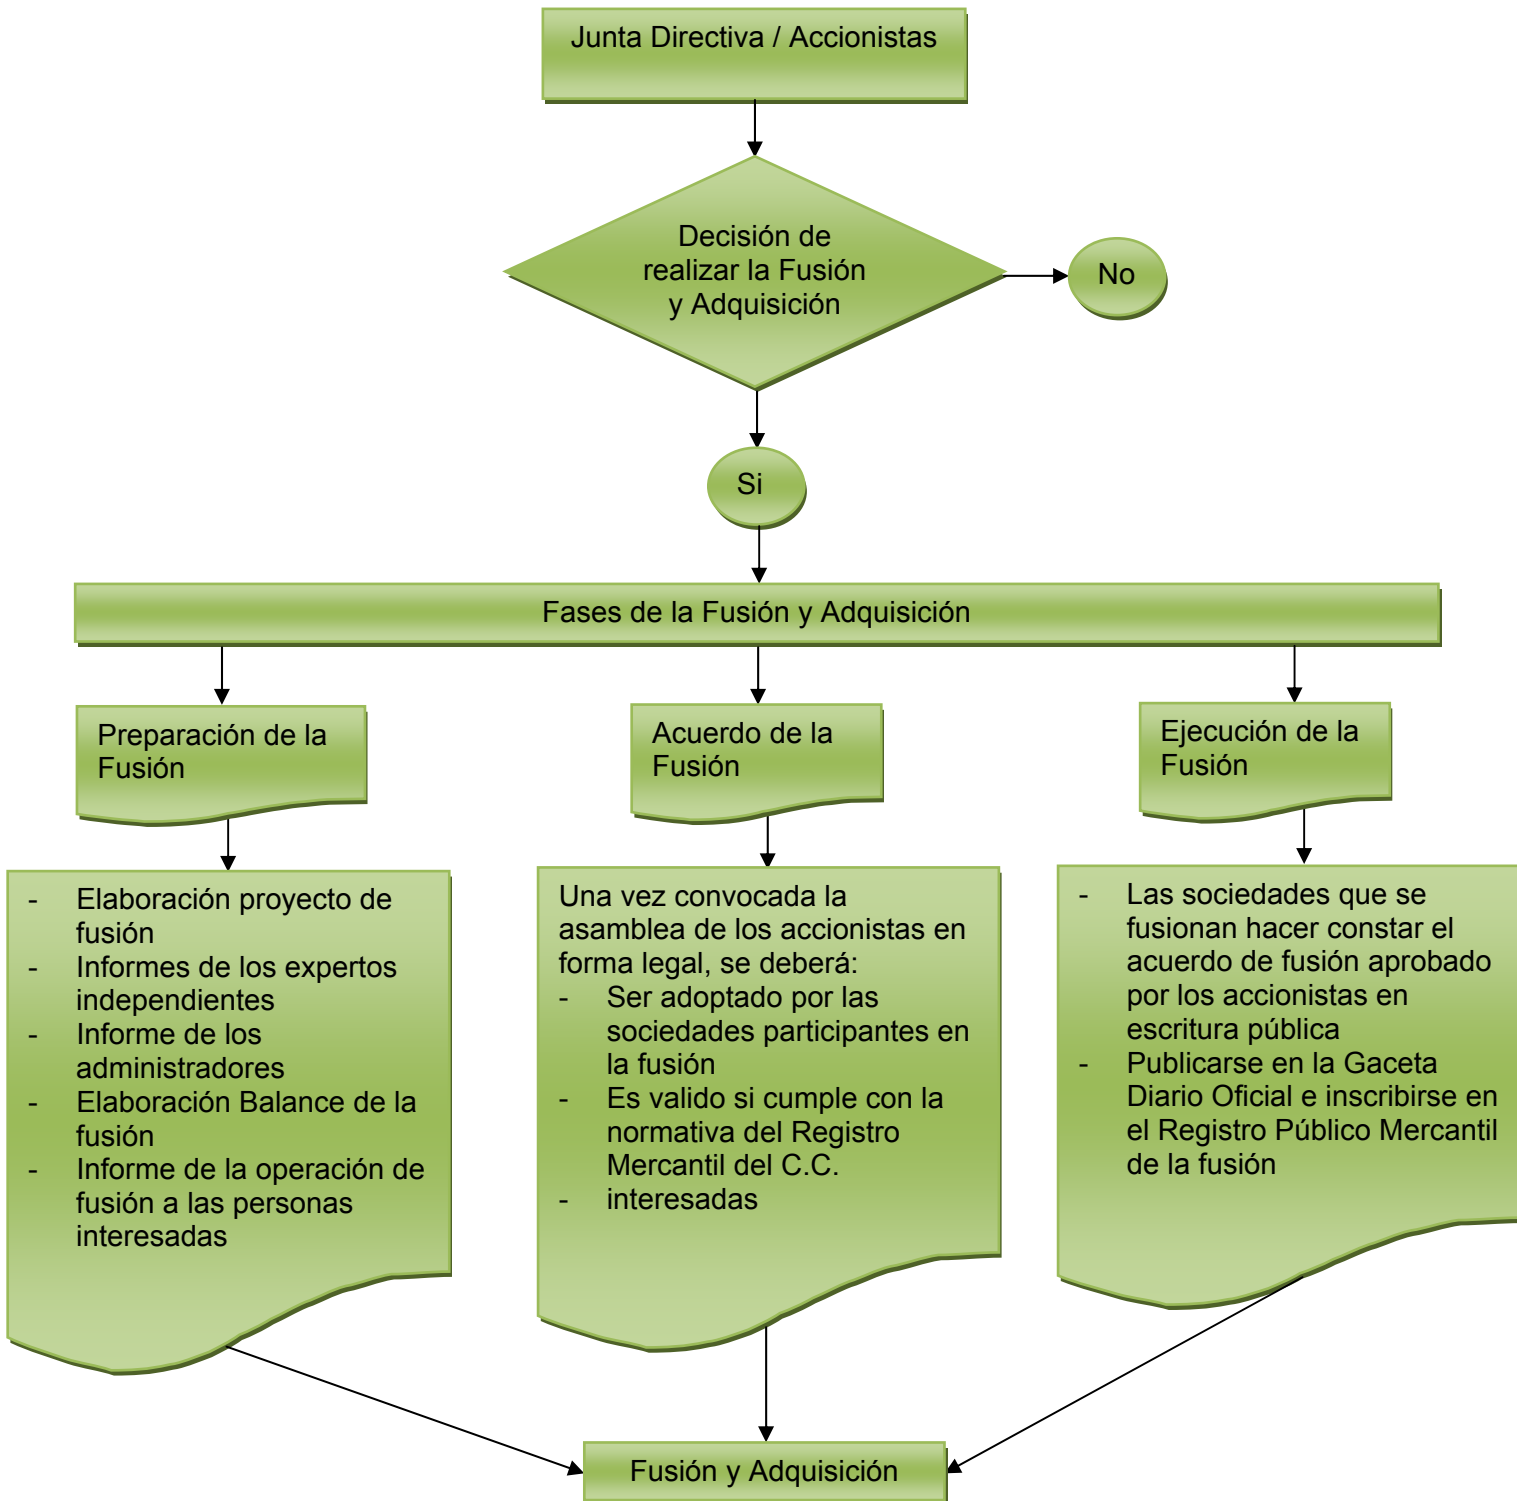 Junta Directiva / Accionistas
Decisión de
realizar la Fusión
y Adquisición
No
Si
Fases de la Fusión y Adquisición
Preparación de la
Fusión
Acuerdo de la
Fusión
Ejecución de la
Fusión
- Elaboración proyecto de
fusión
- Informes de los expertos
independientes
- Informe de los
administradores
- Elaboración Balance de la
fusión
- Informe de la operación de
fusión a las personas
interesadas
Una vez convocada la
asamblea de los accionistas en
forma legal, se deberá:
- Ser adoptado por las
sociedades participantes en
la fusión
- Es valido si cumple con la
normativa del Registro
Mercantil del C.C.
- interesadas
- Las sociedades que se
fusionan hacer constar el
acuerdo de fusión aprobado
por los accionistas en
escritura pública
- Publicarse en la Gaceta
Diario Oficial e inscribirse en
el Registro Público Mercantil
de la fusión
Fusión y Adquisición